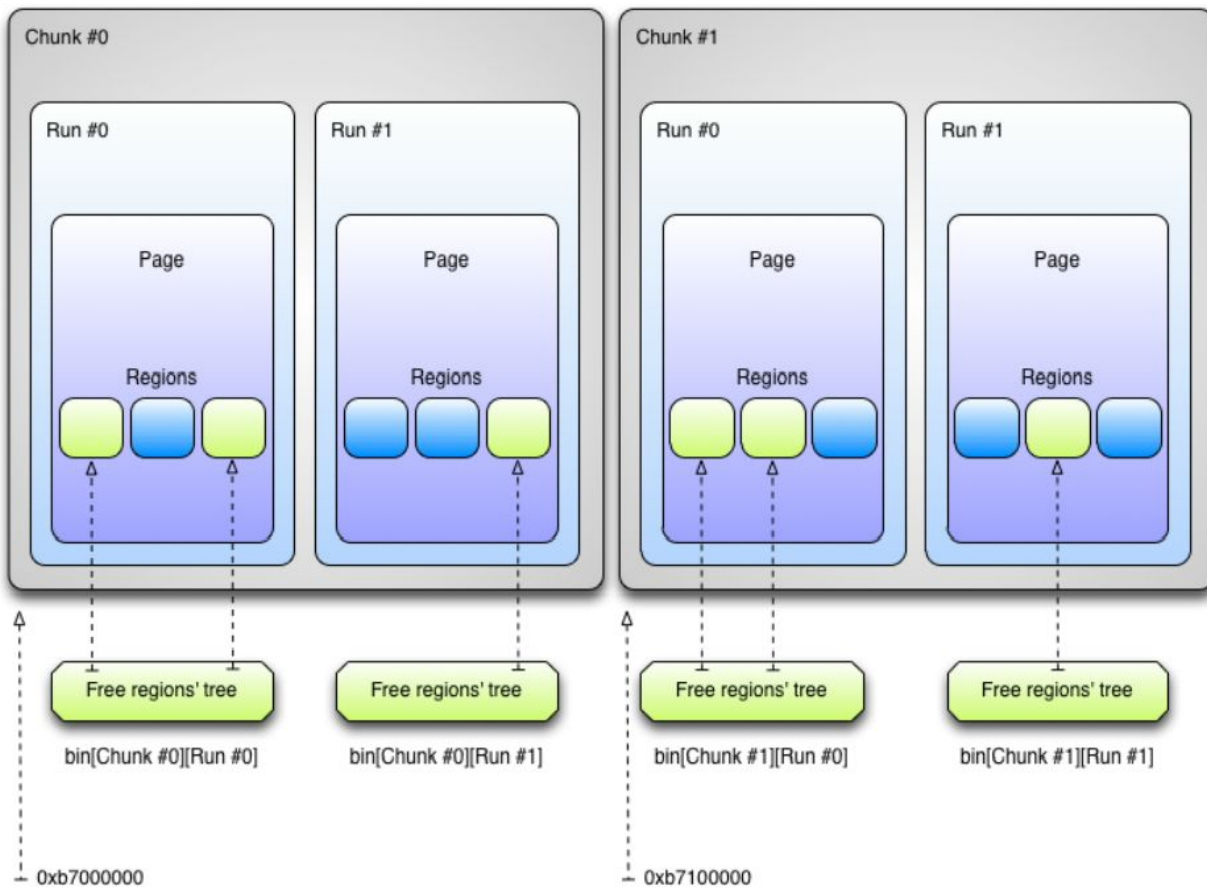 Chunk #0
Chunk #1
Run #0
Run #1
Run #0
Run #1
Page
Page
Page
Page
Regions
Regions
Regions
Regions
Free regions' tree
Free regions' tree
Free regions' tree
Free regions' tree
bin[Chunk #0][Run #0]
bin[Chunk #0][Run #1]
bin[Chunk #1][Run #0]
bin[Chunk #1][Run #1]
0xb7000000
0xb7100000